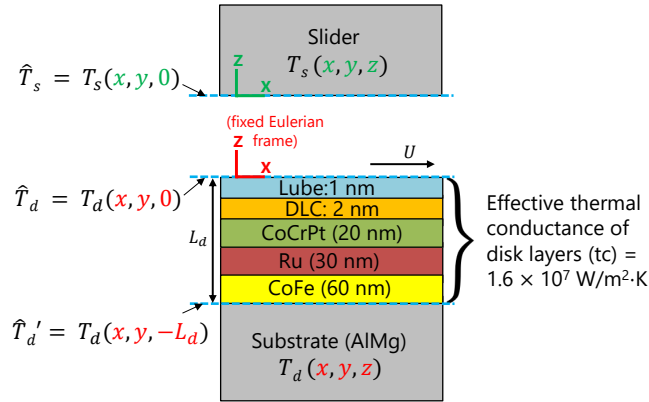 Slider
T_s(x, y, z)
T̂_s = T_s(x, y, 0)
z
x
(fixed Eulerian
frame)
z
x
U
T̂_d = T_d(x, y, 0)
L_d
Lube:1 nm
DLC: 2 nm
CoCrPt (20 nm)
Ru (30 nm)
CoFe (60 nm)
Effective thermal
conductance of
disk layers (tc) =
1.6 × 10⁷ W/m²·K
T̂_d′ = T_d(x, y, −L_d)
Substrate (AlMg)
T_d(x, y, z)